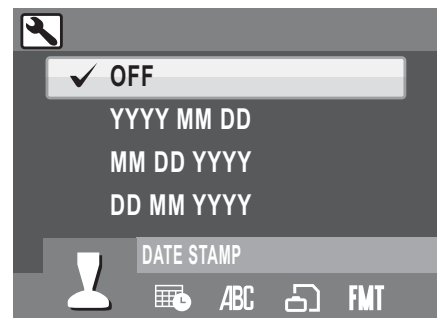 OFF
YYYY MM DD
MM DD YYYY
DD MM YYYY
DATE STAMP
ABC FMT